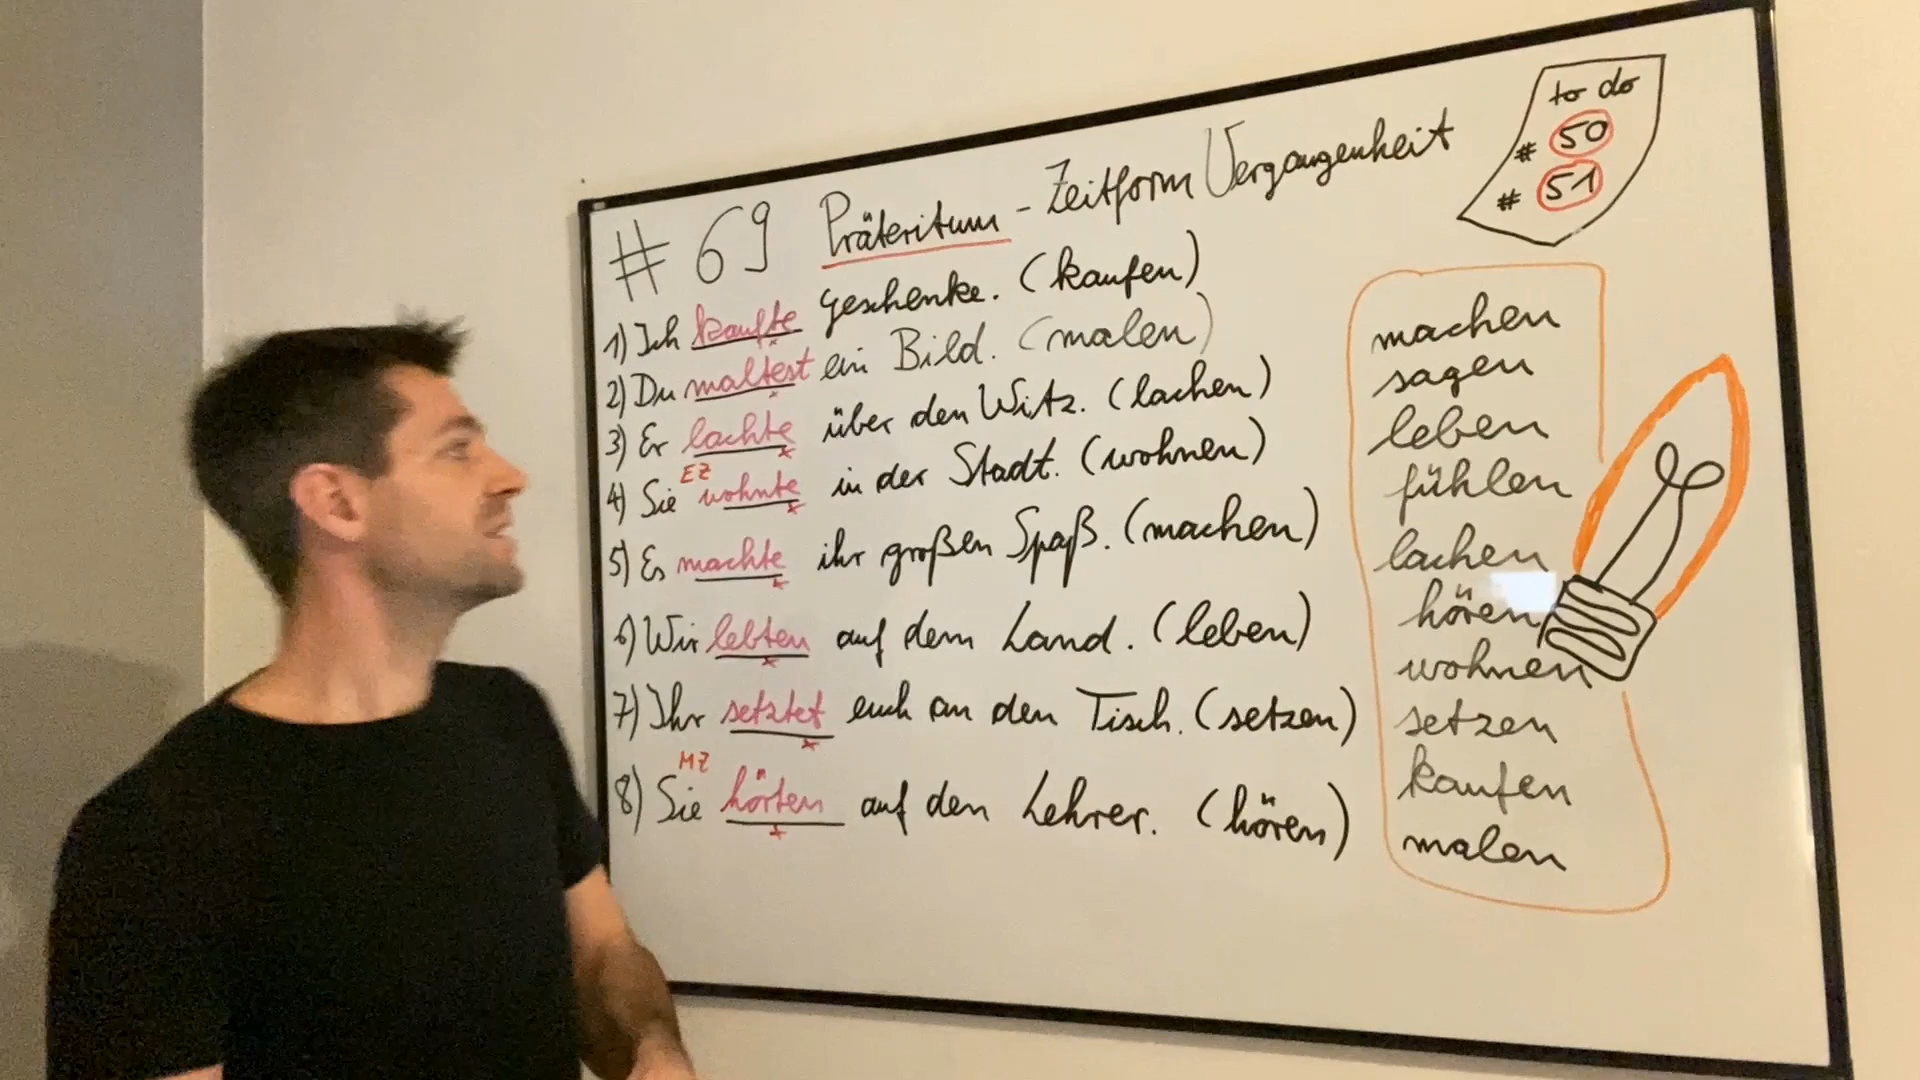 # 69 Präteritum - Zeitform Vergangenheit
1) Ich kaufte Geschenke. (kaufen)
2) Du maltest ein Bild. (malen)
3) Er lachte über den Witz. (lachen)
EZ
4) Sie wohnte in der Stadt. (wohnen)
5) Es machte ihr großen Spaß. (machen)
6) Wir lebten auf dem Land. (leben)
7) Ihr setztet euch an den Tisch. (setzen)
MZ
8) Sie hörten auf den Lehrer. (hören)
to do
# 50
# 51
machen
sagen
leben
fühlen
lachen
hören
wohnen
setzen
kaufen
malen